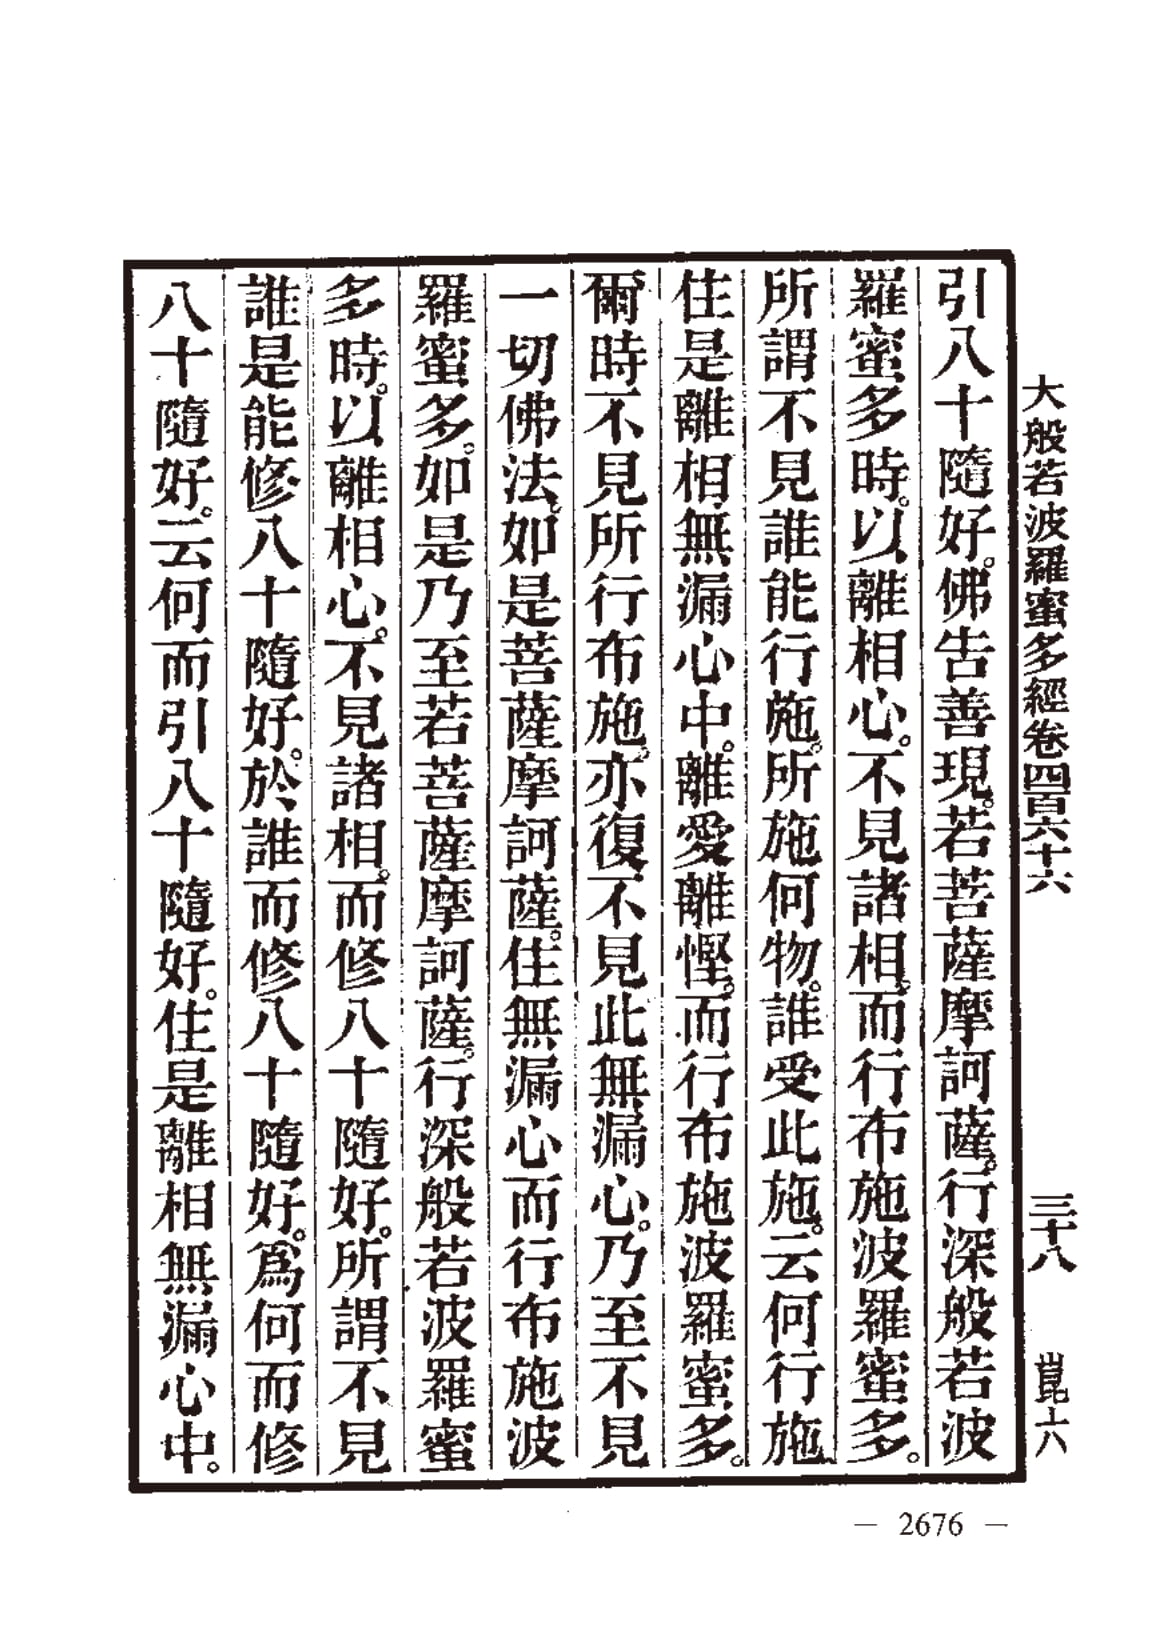 大般若波羅蜜多經卷四百六十六　三十八　崑六
引八十隨好。佛告善現。若菩薩摩訶薩。行深般若波
羅蜜多時。以離相心。不見諸相。而行布施波羅蜜多。
所謂不見誰能行施。所施何物。誰受此施。云何行施
住是離相無漏心中。離愛離慳。而行布施波羅蜜多。
爾時不見所行布施。亦復不見此無漏心。乃至不見
一切佛法。如是菩薩摩訶薩。住無漏心而行布施波
羅蜜多。如是乃至若菩薩摩訶薩。行深般若波羅蜜
多時。以離相心。不見諸相。而修八十隨好。所謂不見
誰是能修八十隨好。於誰而修八十隨好。爲何而修
八十隨好。云何而引八十隨好。住是離相無漏心中。
— 2676 —